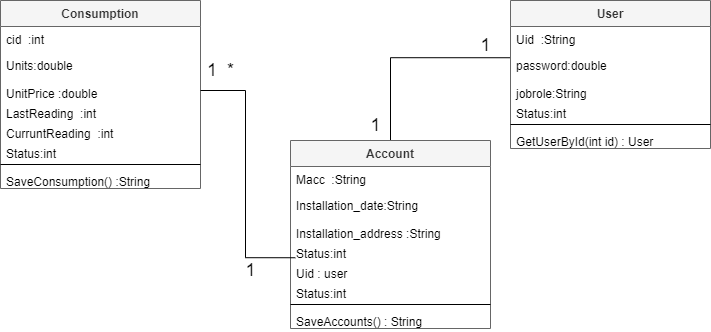 Consumption
cid :int
Units:double
UnitPrice :double
LastReading :int
CurruntReading :int
Status:int
SaveConsumption() :String
1 *
1
User
Uid :String
password:double
jobrole:String
Status:int
GetUserById(int id) : User
1
1
Account
Macc :String
Installation_date:String
Installation_address :String
Status:int
Uid : user
Status:int
SaveAccounts() : String